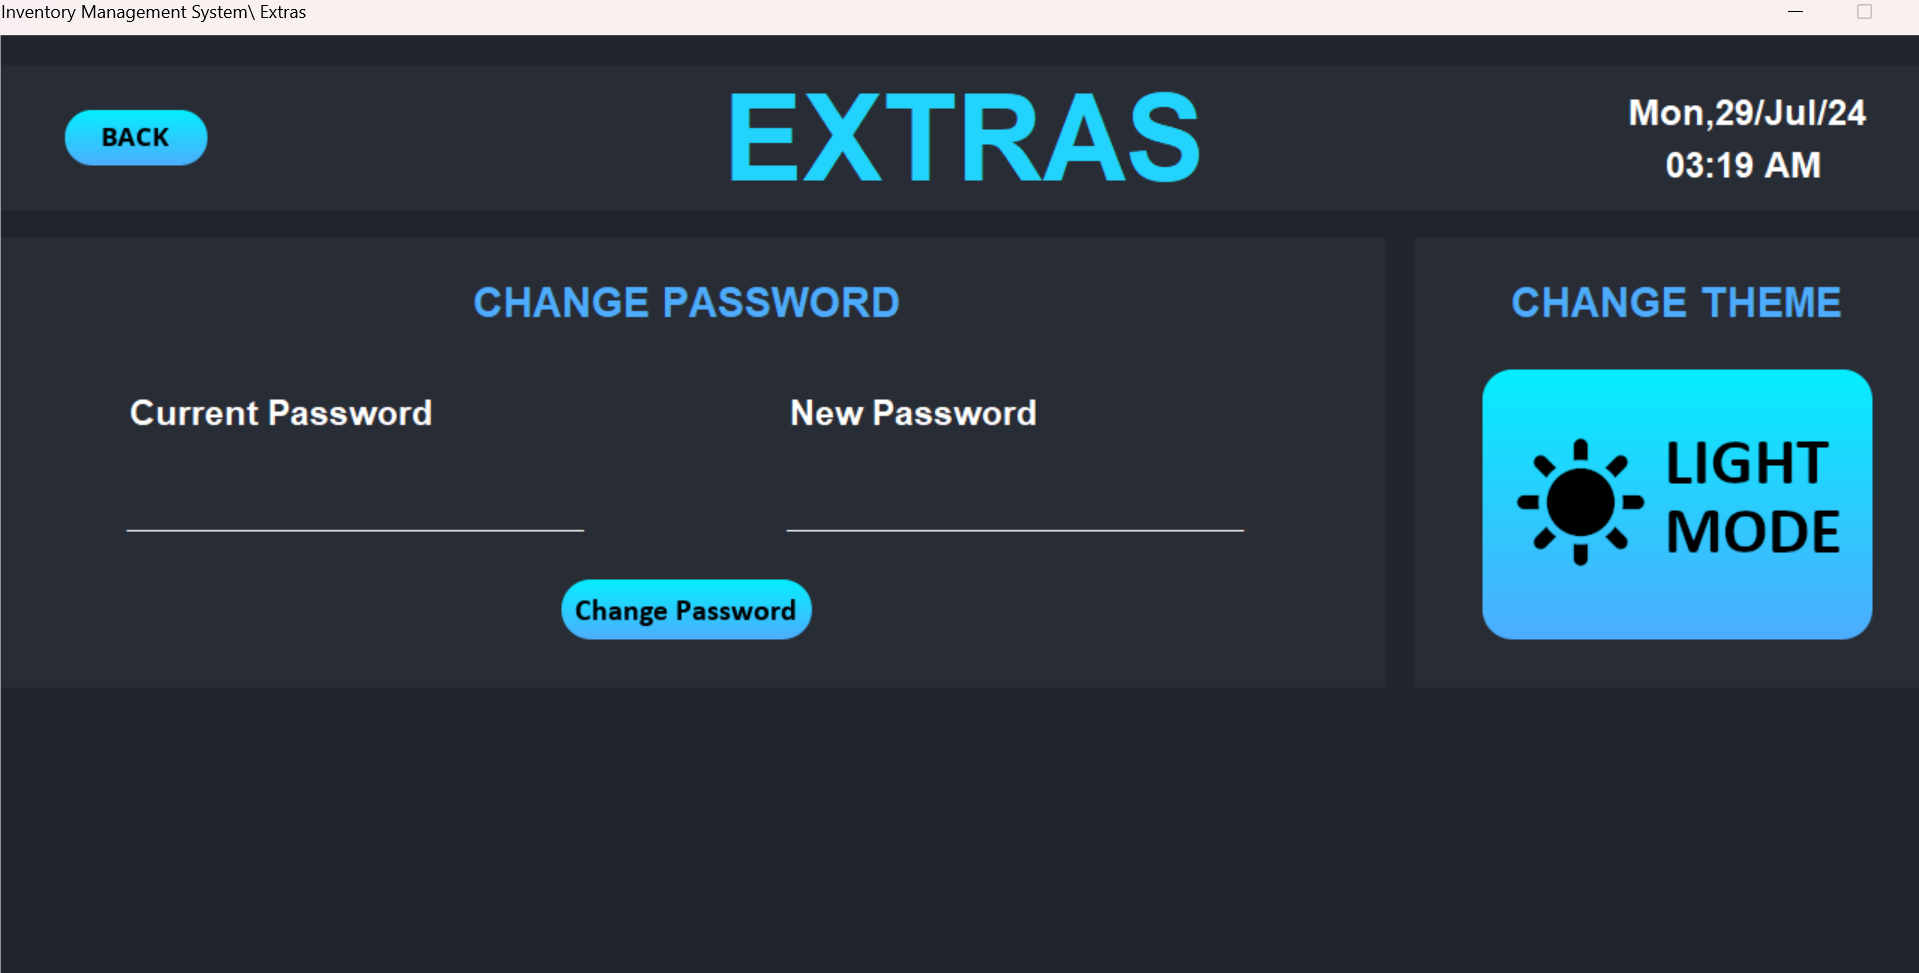 Inventory Management System\ Extras
BACK
EXTRAS
Mon,29/Jul/24
03:19 AM
CHANGE PASSWORD
Current Password
New Password
Change Password
CHANGE THEME
LIGHT
MODE